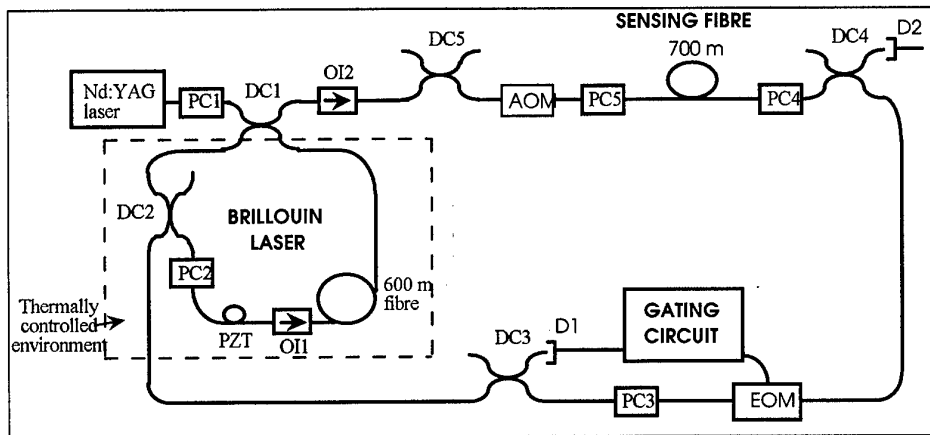 SENSING FIBRE
700 m
DC4
D2
DC5
OI2
DC1
Nd:YAG
laser
PC1
AOM
PC5
PC4
DC2
BRILLOUIN
LASER
PC2
600 m
fibre
Thermally
controlled
environment
PZT
OI1
DC3
D1
GATING
CIRCUIT
PC3
EOM